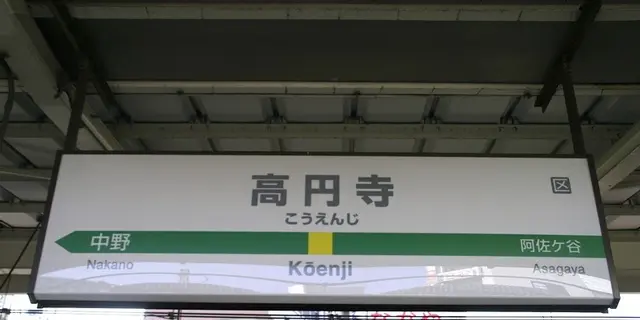 高円寺
区
こうえんじ
中野
阿佐ケ谷
Nakano
Kōenji
Asagaya